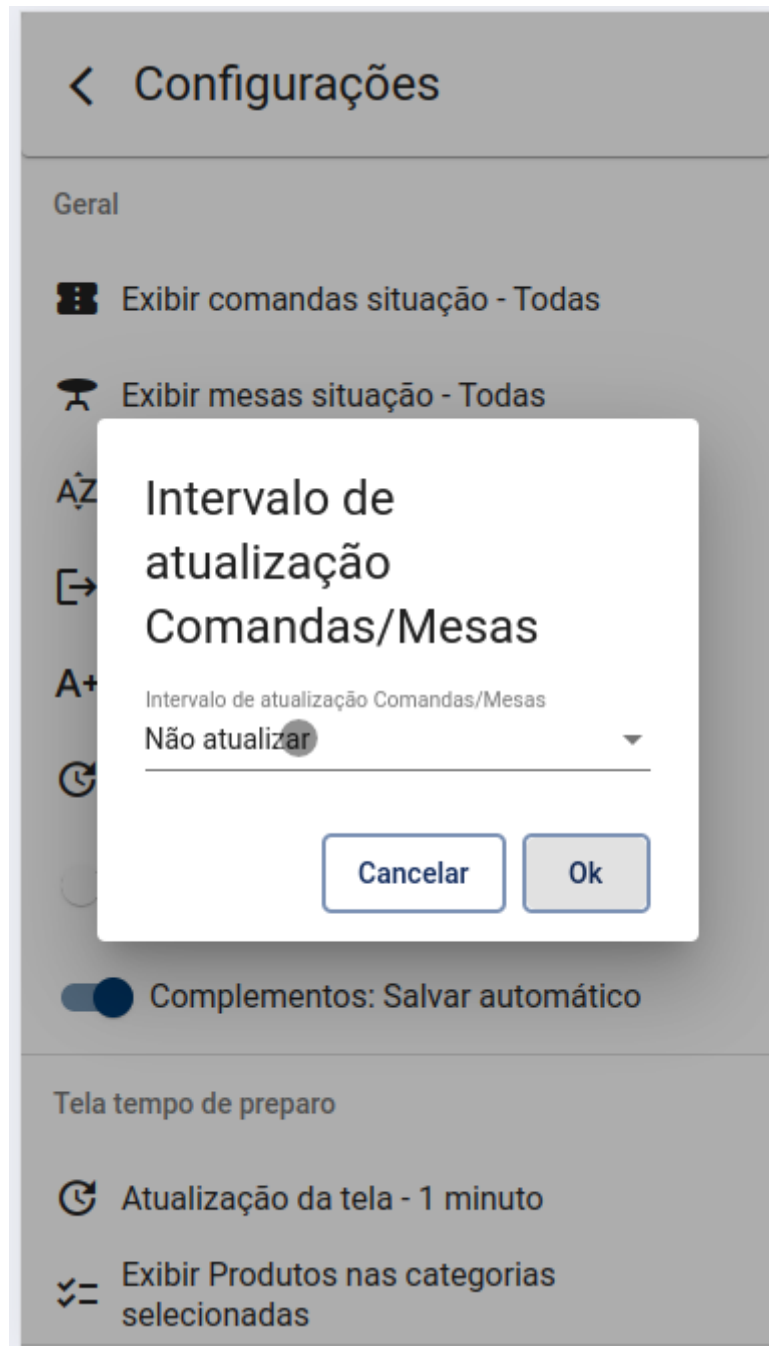 Configurações
Geral
Exibir comandas situação - Todas
Exibir mesas situação - Todas
AZ
A+
Intervalo de
atualização
Comandas/Mesas
Intervalo de atualização Comandas/Mesas
Não atualizar
Cancelar
Ok
Complementos: Salvar automático
Tela tempo de preparo
Atualização da tela - 1 minuto
Exibir Produtos nas categorias
selecionadas